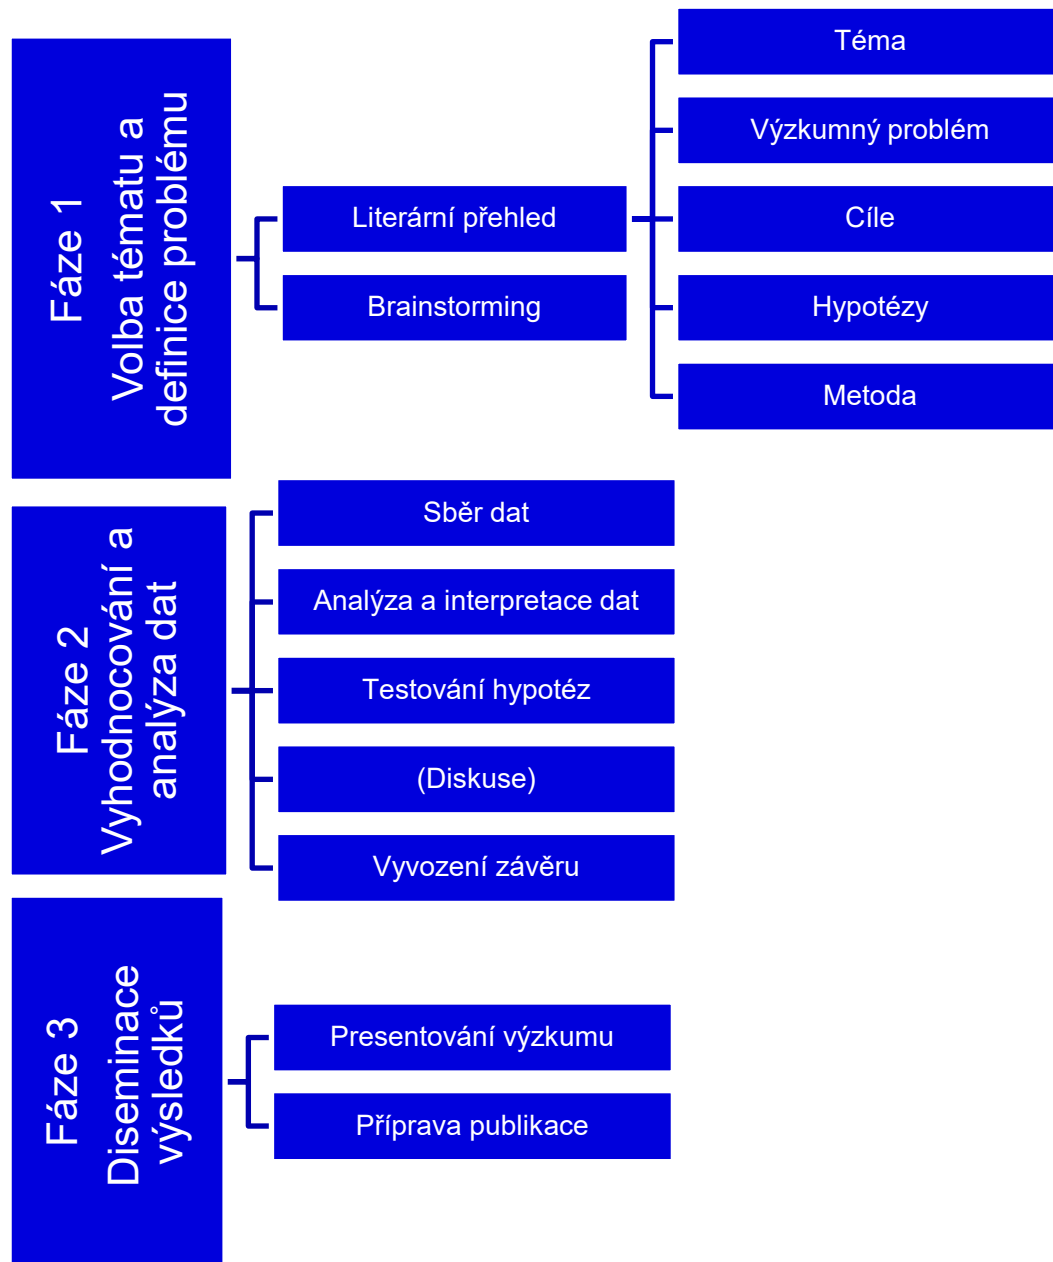 Fáze 1
Volba tématu a
definice problému
Literární přehled
Brainstorming
Téma
Výzkumný problém
Cíle
Hypotézy
Metoda
Fáze 2
Vyhodnocování a
analýza dat
Sběr dat
Analýza a interpretace dat
Testování hypotéz
(Diskuse)
Vyvození závěru
Fáze 3
Diseminace
výsledků
Presentování výzkumu
Příprava publikace